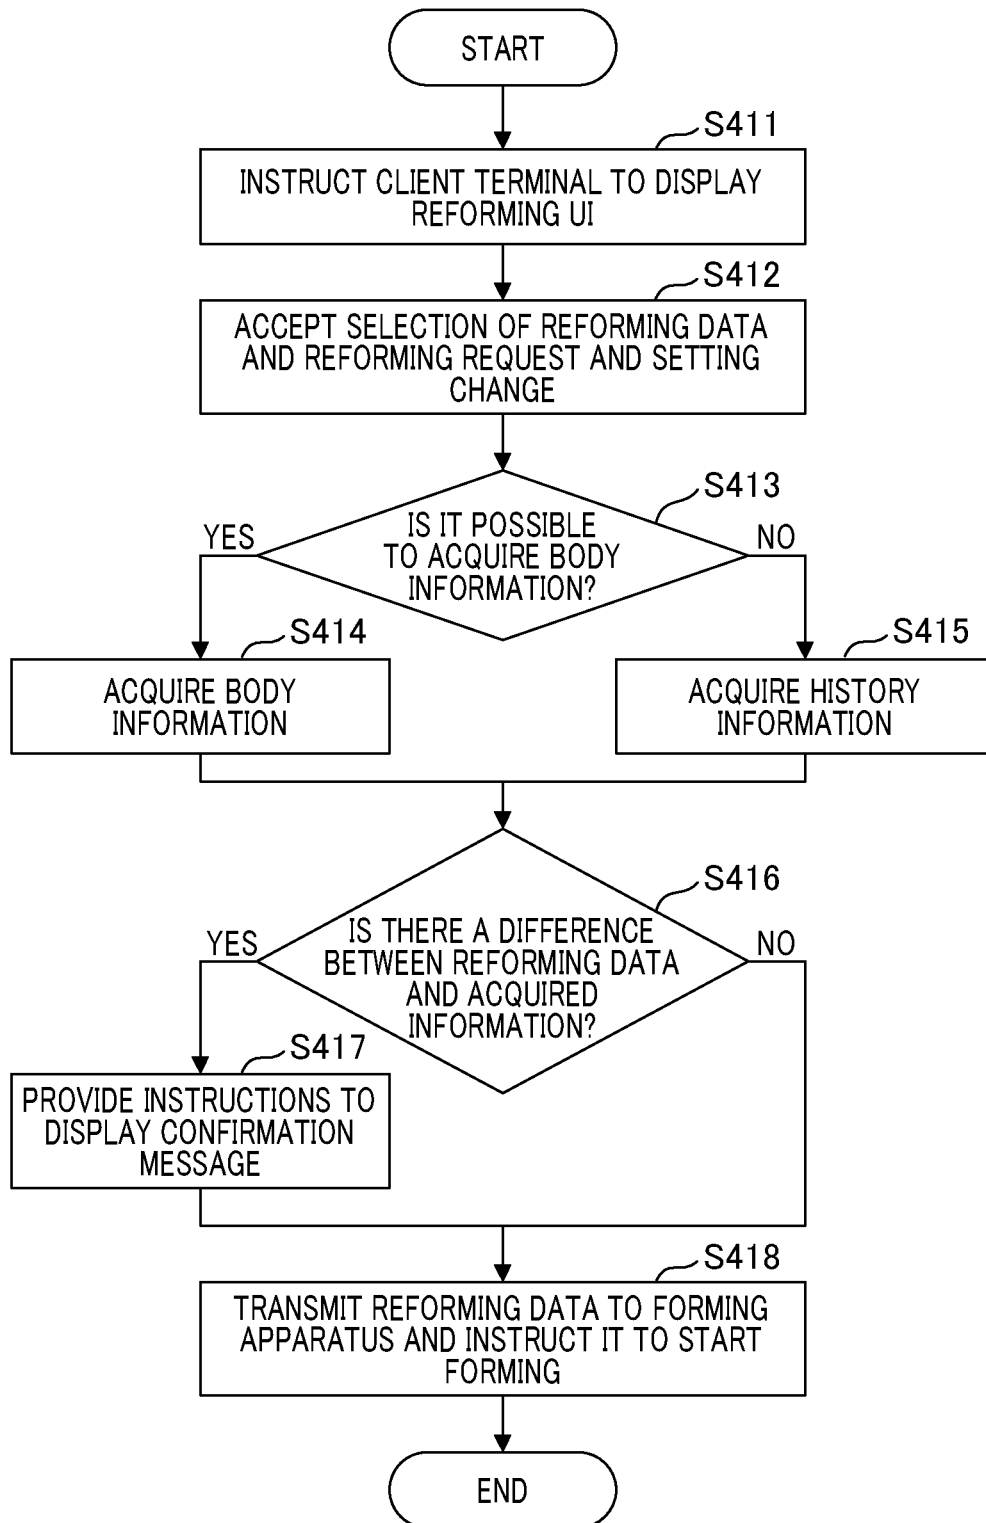 START
S411
INSTRUCT CLIENT TERMINAL TO DISPLAY
REFORMING UI
S412
ACCEPT SELECTION OF REFORMING DATA
AND REFORMING REQUEST AND SETTING
CHANGE
S413
YES
NO
IS IT POSSIBLE
TO ACQUIRE BODY
INFORMATION?
S414
ACQUIRE BODY
INFORMATION
S415
ACQUIRE HISTORY
INFORMATION
S416
YES
NO
IS THERE A DIFFERENCE
BETWEEN REFORMING DATA
AND ACQUIRED
INFORMATION?
S417
PROVIDE INSTRUCTIONS TO
DISPLAY CONFIRMATION
MESSAGE
S418
TRANSMIT REFORMING DATA TO FORMING
APPARATUS AND INSTRUCT IT TO START
FORMING
END